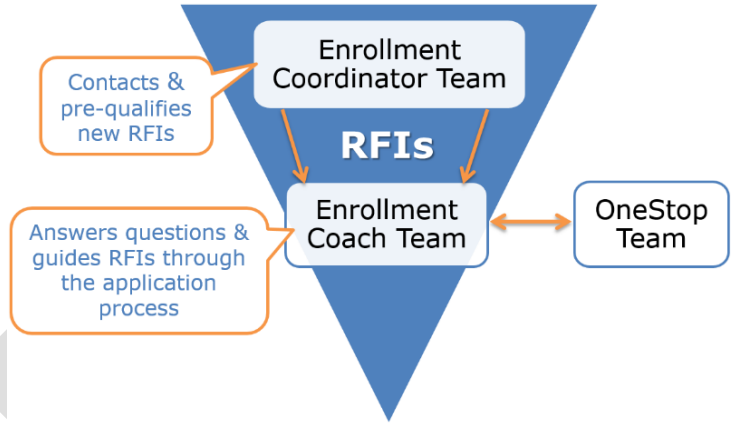 Enrollment
Coordinator Team
Contacts &
pre-qualifies
new RFIs
RFIs
Enrollment
Coach Team
OneStop
Team
Answers questions &
guides RFIs through
the application
process